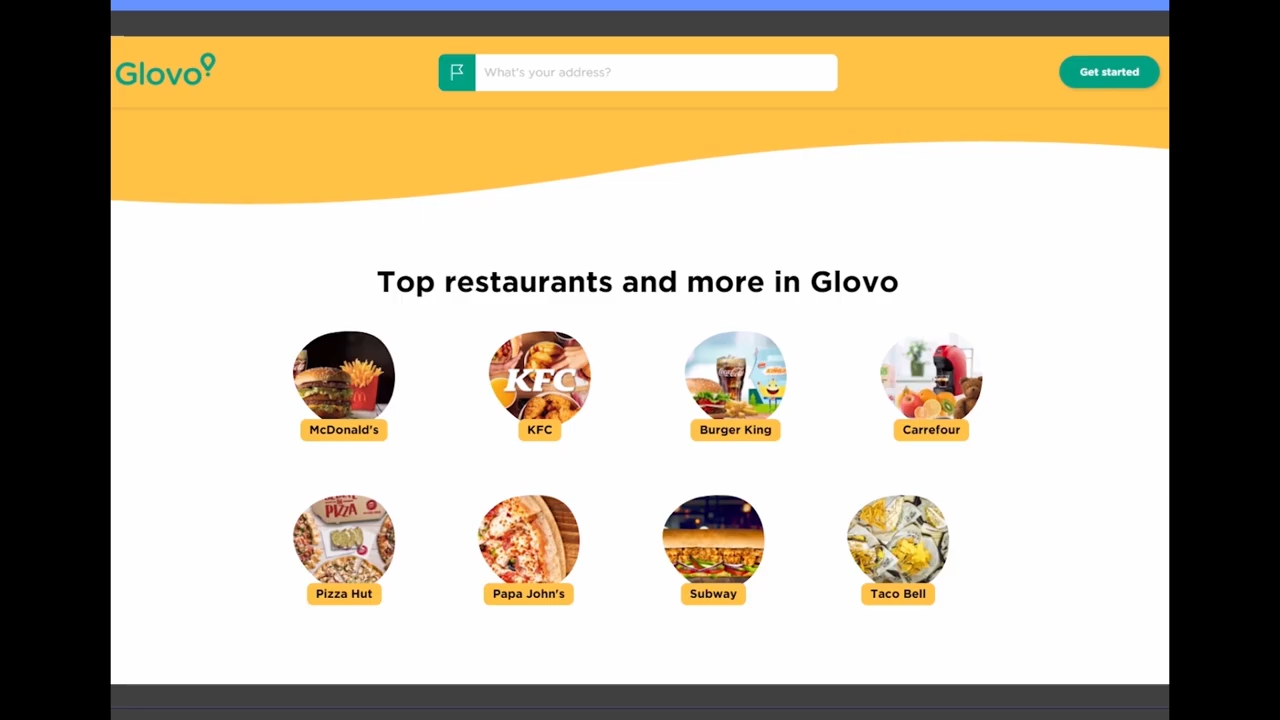 Glovo
What's your address?
Get started
Top restaurants and more in Glovo
KFC
McDonald's
KFC
Burger King
Carrefour
PIZZA
Pizza Hut
Papa John's
Subway
Taco Bell